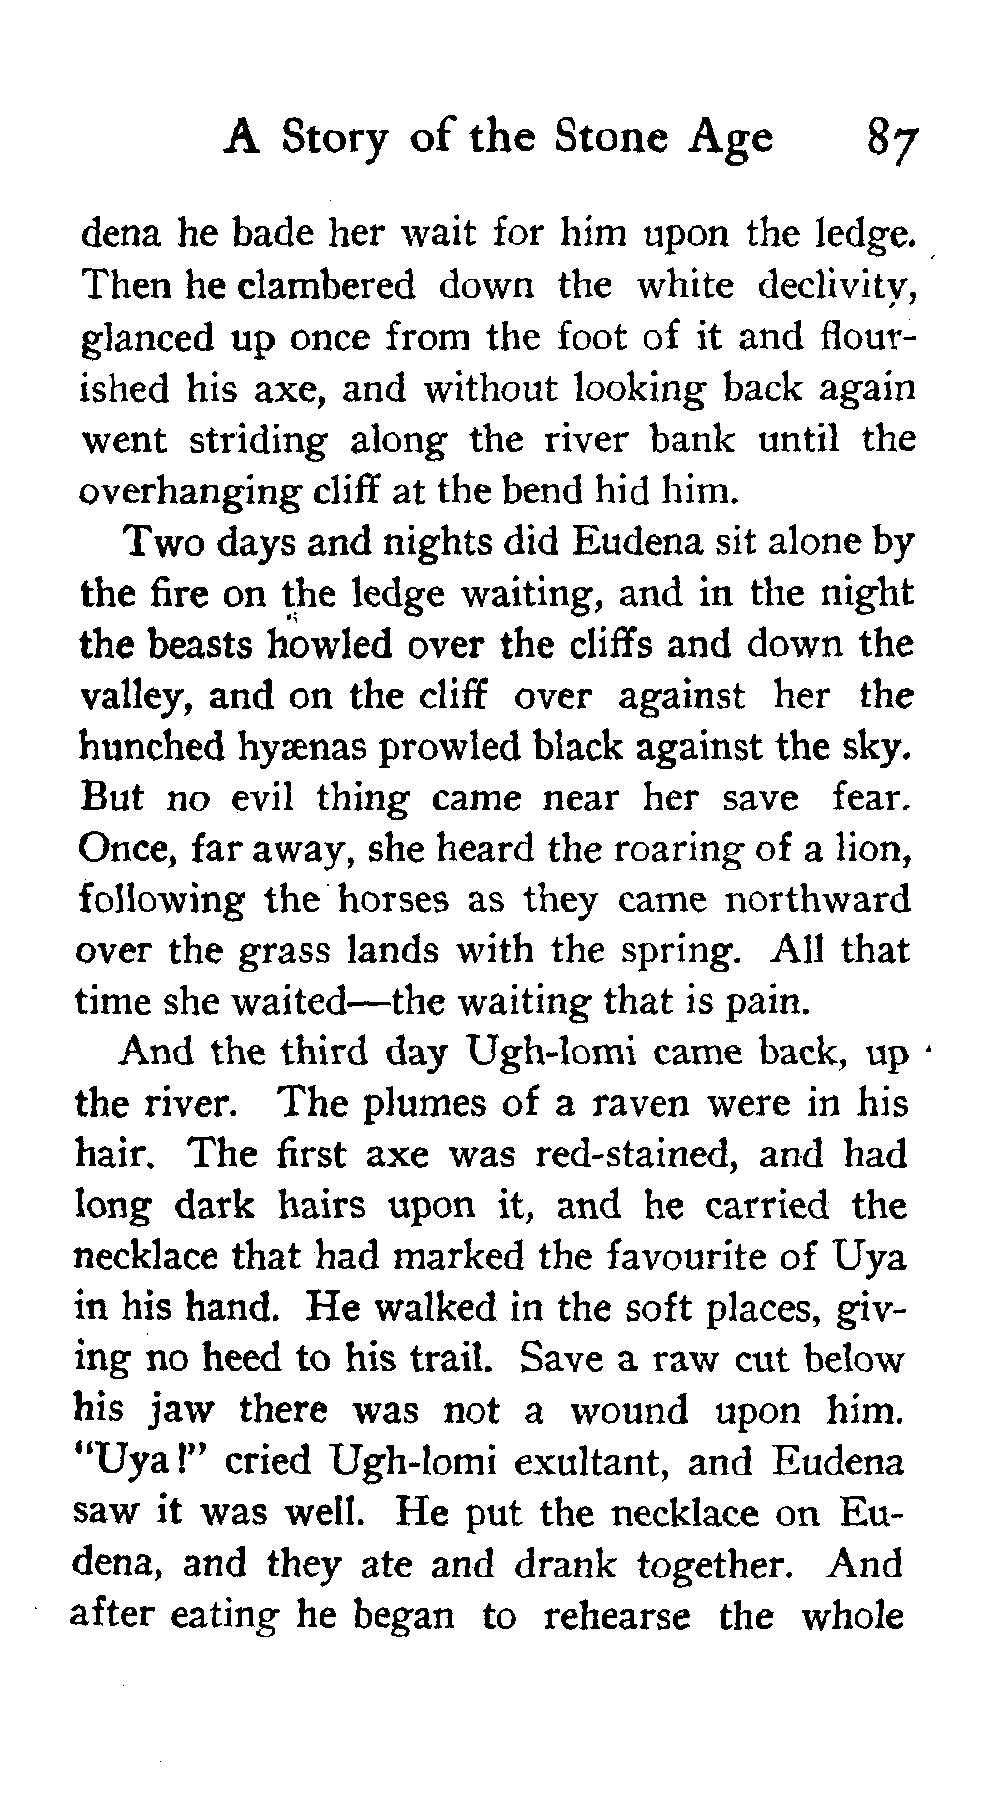 A Story of the Stone Age 87
dena he bade her wait for him upon the ledge.
Then he clambered down the white declivity,
glanced up once from the foot of it and flour-
ished his axe, and without looking back again
went striding along the river bank until the
overhanging cliff at the bend hid him.
Two days and nights did Eudena sit alone by
the fire on the ledge waiting, and in the night
the beasts howled over the cliffs and down the
valley, and on the cliff over against her the
hunched hyænas prowled black against the sky.
But no evil thing came near her save fear.
Once, far away, she heard the roaring of a lion,
following the horses as they came northward
over the grass lands with the spring. All that
time she waited—the waiting that is pain.
And the third day Ugh-lomi came back, up
the river. The plumes of a raven were in his
hair. The first axe was red-stained, and had
long dark hairs upon it, and he carried the
necklace that had marked the favourite of Uya
in his hand. He walked in the soft places, giv-
ing no heed to his trail. Save a raw cut below
his jaw there was not a wound upon him.
"Uya!" cried Ugh-lomi exultant, and Eudena
saw it was well. He put the necklace on Eu-
dena, and they ate and drank together. And
after eating he began to rehearse the whole